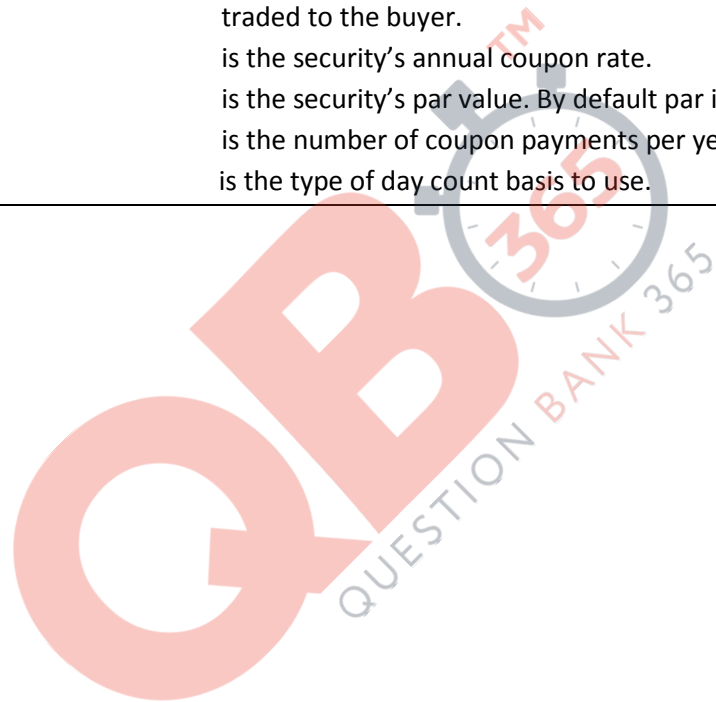 traded to the buyer.
is the security's annual coupon rate.
is the security's par value. By default par i
is the number of coupon payments per ye
is the type of day count basis to use.
QB
365
TM
QUESTION BANK 365